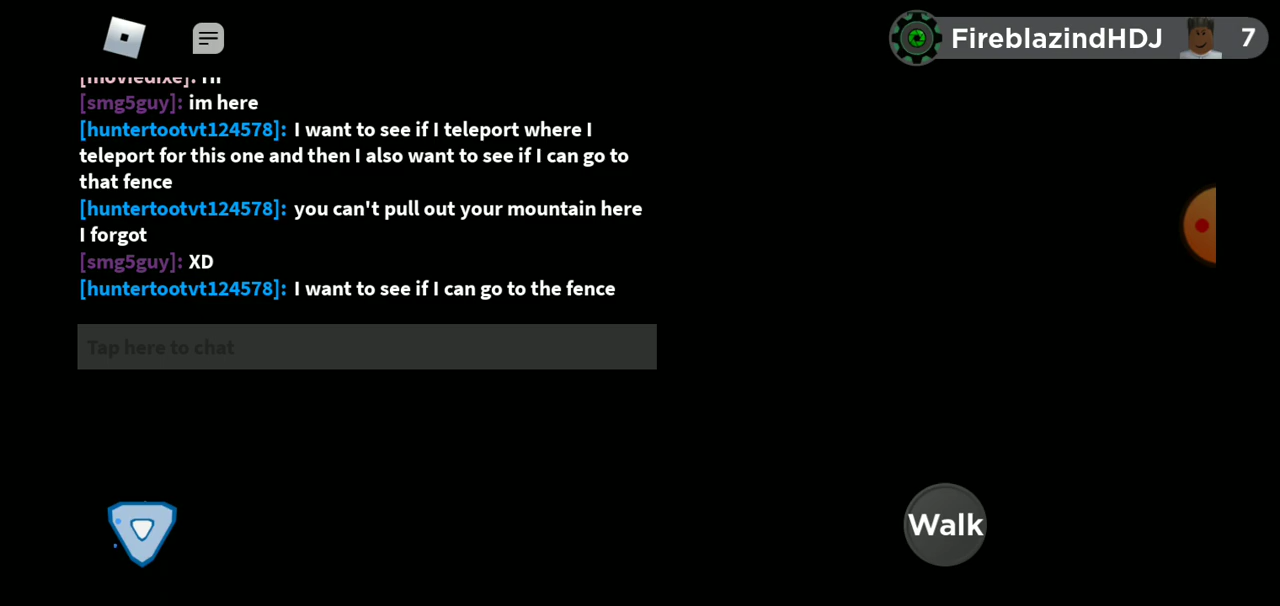 FireblazindHDJ 7
[smg5guy]: im here
[huntertootvt124578]: I want to see if I teleport where I
teleport for this one and then I also want to see if I can go to
that fence
[huntertootvt124578]: you can't pull out your mountain here
I forgot
[smg5guy]: XD
[huntertootvt124578]: I want to see if I can go to the fence
Tap here to chat
Walk